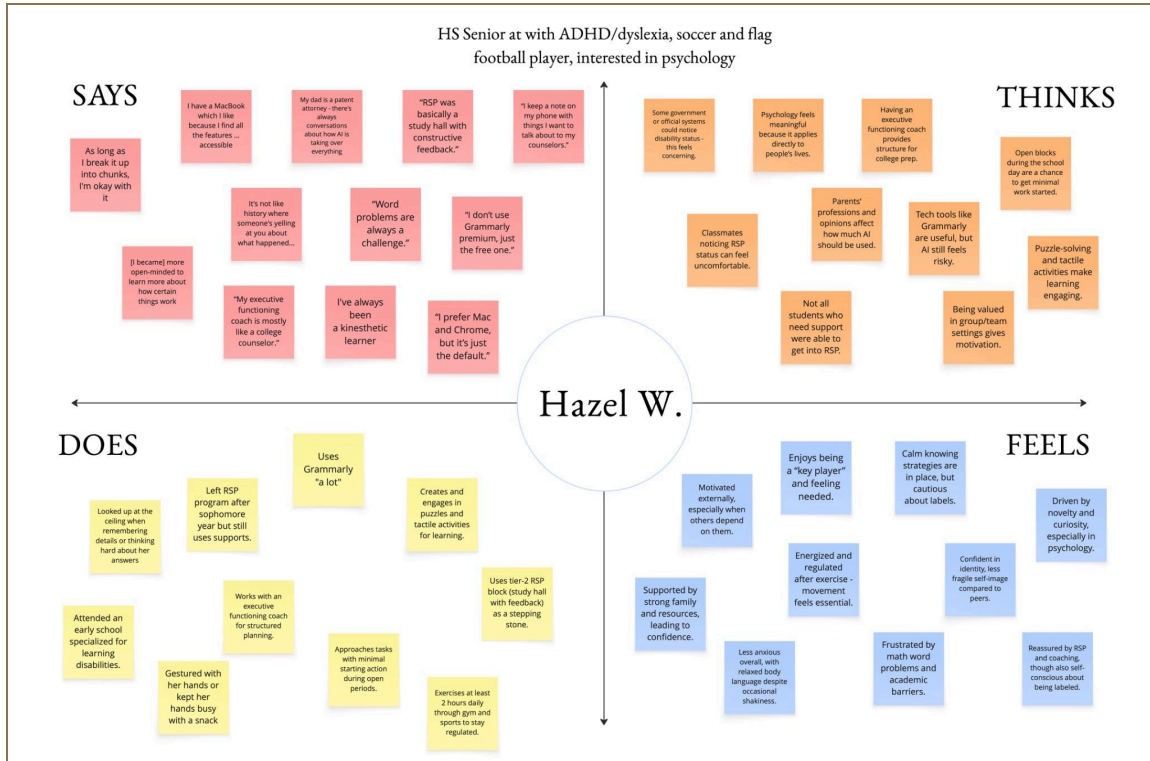 HS Senior at with ADHD/dyslexia, soccer and flag
football player, interested in psychology
SAYS
I have a MacBook
which I like
because I find all
the features ...
accessible
My dad is a patent
attorney - there's
always
conversations
about how AI is
taking over
everything
"RSP was
basically a
study hall with
constructive
feedback."
"I keep a note on
my phone with
things I want to
talk about to my
counselors."
As long as
I break it up
into chunks,
I'm okay with
it
It's not like
history where
someone's yelling
at you about
what happened...
"Word
problems are
always a
challenge."
"I don't use
Grammarly
premium, just
the free one."
[I became] more
open-minded to
learn more about
how certain
things work
"My executive
functioning
coach is mostly
like a college
counselor."
I've always
been
a kinesthetic
learner
"I prefer Mac
and Chrome,
but it's just
the default."
THINKS
Some government
or official systems
could notice
disability status -
this feels
concerning.
Psychology feels
meaningful
because it applies
directly to
people's lives.
Having an
executive
functioning coach
provides
structure for
college prep.
Open blocks
during the school
day are a chance
to get minimal
work started.
Classmates
noticing RSP
status can feel
uncomfortable.
Parents'
professions and
opinions affect
how much AI
should be used.
Tech tools like
Grammarly
are useful, but
AI still feels
risky.
Puzzle-solving
and tactile
activities make
learning
engaging.
Not all
students who
need support
were able to
get into RSP.
Being valued
in group/team
settings gives
motivation.
Hazel W.
DOES
Uses
Grammarly
"a lot"
Looked up at the
ceiling when
remembering
details or thinking
hard about her
answers
Left RSP
program after
sophomore
year but still
uses supports.
Creates and
engages in
puzzles and
tactile activities
for learning.
Attended an
early school
specialized for
learning
disabilities.
Works with an
executive
functioning coach
for structured
planning.
Uses tier-2 RSP
block (study hall
with feedback)
as a stepping
stone.
Gestured with
her hands or
kept her
hands busy
with a snack
Approaches tasks
with minimal
starting action
during open
periods.
Exercises at least
2 hours daily
through gym and
sports to stay
regulated.
FEELS
Motivated
externally,
especially when
others depend
on them.
Enjoys being
a "key player"
and feeling
needed.
Calm knowing
strategies are
in place, but
cautious
about labels.
Driven by
novelty and
curiosity,
especially in
psychology.
Supported by
strong family
and resources,
leading to
confidence.
Energized and
regulated
after exercise -
movement
feels essential.
Confident in
identity, less
fragile self-image
compared to
peers.
Less anxious
overall, with
relaxed body
language despite
occasional
shakiness.
Frustrated by
math word
problems and
academic
barriers.
Reassured by
RSP and coaching,
though also self-
conscious about
being labeled.